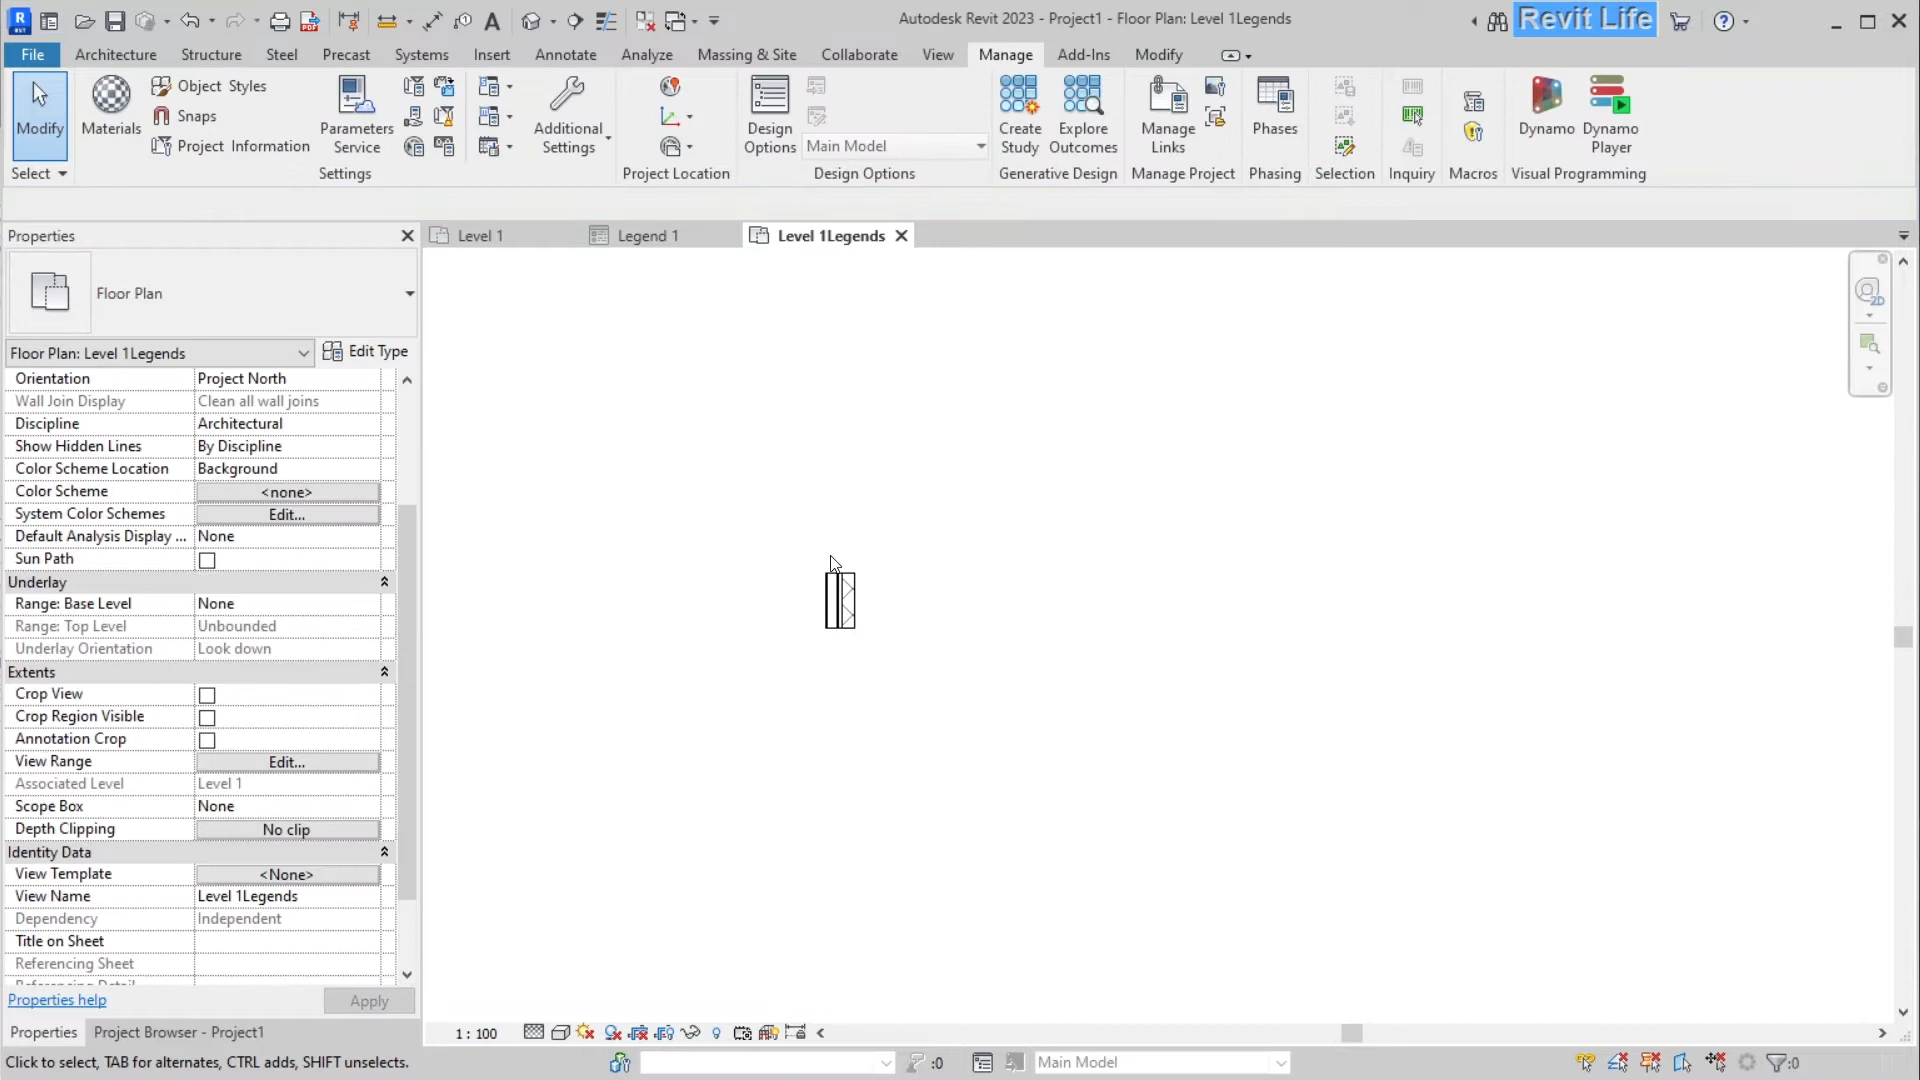 Autodesk Revit 2023 - Project1 - Floor Plan: Level 1Legends
Revit Life
File Architecture Structure Steel Precast Systems Insert Annotate Analyze Massing & Site Collaborate View Manage Add-Ins Modify
Modify
Materials
Object Styles
Snaps
Project Information
Parameters Service
Additional Settings
Design Options
Main Model
Create Study
Explore Outcomes
Manage Links
Phases
Dynamo
Dynamo Player
Select
Settings
Project Location
Design Options
Generative Design
Manage Project
Phasing
Selection
Inquiry
Macros
Visual Programming
Properties
Level 1
Legend 1
Level 1Legends
Floor Plan
Floor Plan: Level 1Legends
Edit Type
Orientation Project North
Wall Join Display Clean all wall joins
Discipline Architectural
Show Hidden Lines By Discipline
Color Scheme Location Background
Color Scheme <none>
System Color Schemes Edit...
Default Analysis Display ... None
Sun Path
Underlay
Range: Base Level None
Range: Top Level Unbounded
Underlay Orientation Look down
Extents
Crop View
Crop Region Visible
Annotation Crop
View Range Edit...
Associated Level Level 1
Scope Box None
Depth Clipping No clip
Identity Data
View Template <None>
View Name Level 1Legends
Dependency Independent
Title on Sheet
Referencing Sheet
Properties help
Apply
Properties
Project Browser - Project1
1 : 100
2D
Click to select, TAB for alternates, CTRL adds, SHIFT unselects.
:0
Main Model
:0